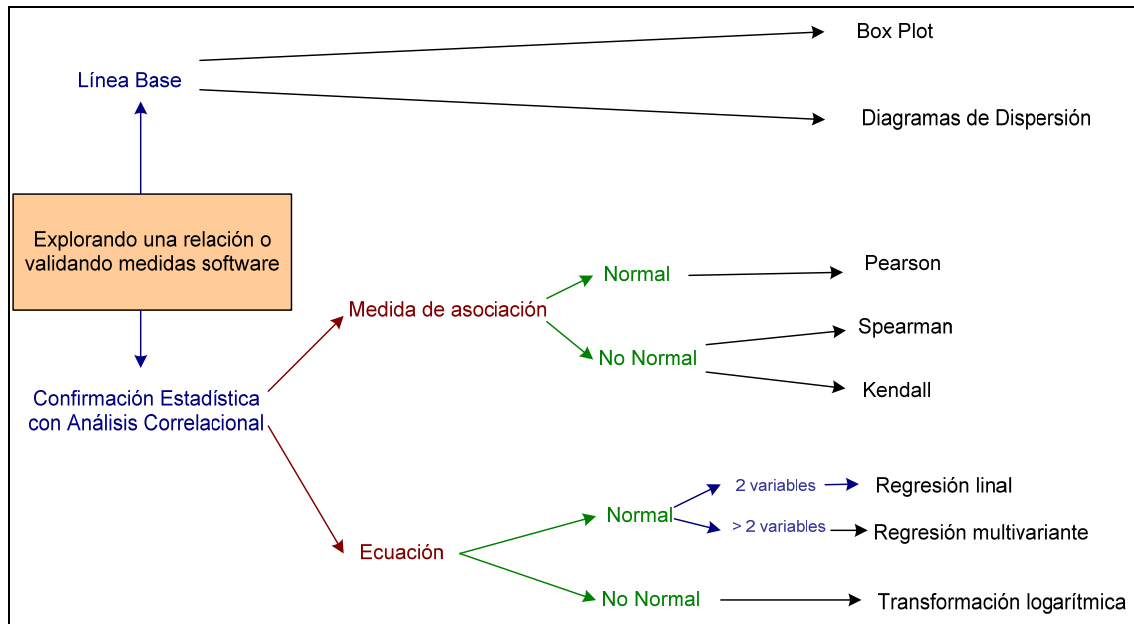 Box Plot
Línea Base
Diagramas de Dispersión
Explorando una relación o
validando medidas software
Pearson
Normal
Medida de asociación
Spearman
No Normal
Kendall
Confirmación Estadística
con Análisis Correlacional
2 variables
Regresión linal
Normal
> 2 variables
Regresión multivariante
Ecuación
No Normal
Transformación logarítmica